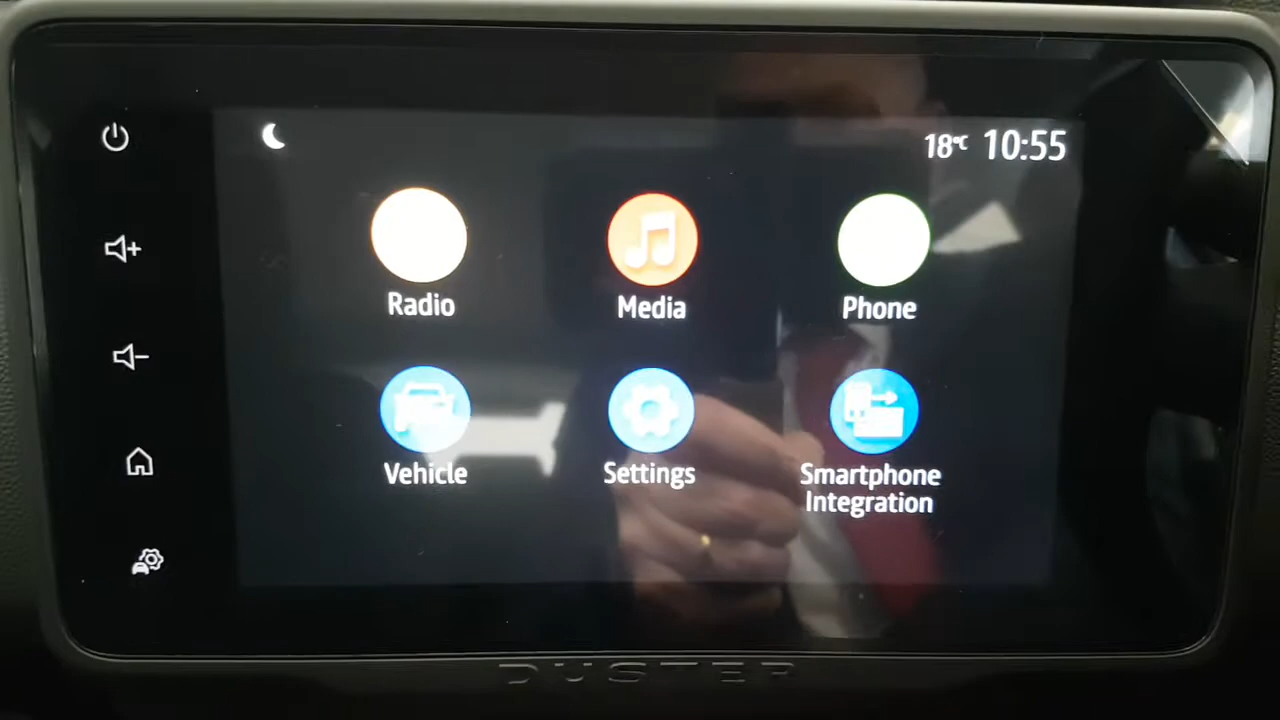 18°C 10:55
Radio
Media
Phone
Vehicle
Settings
Smartphone
Integration
DUSTER